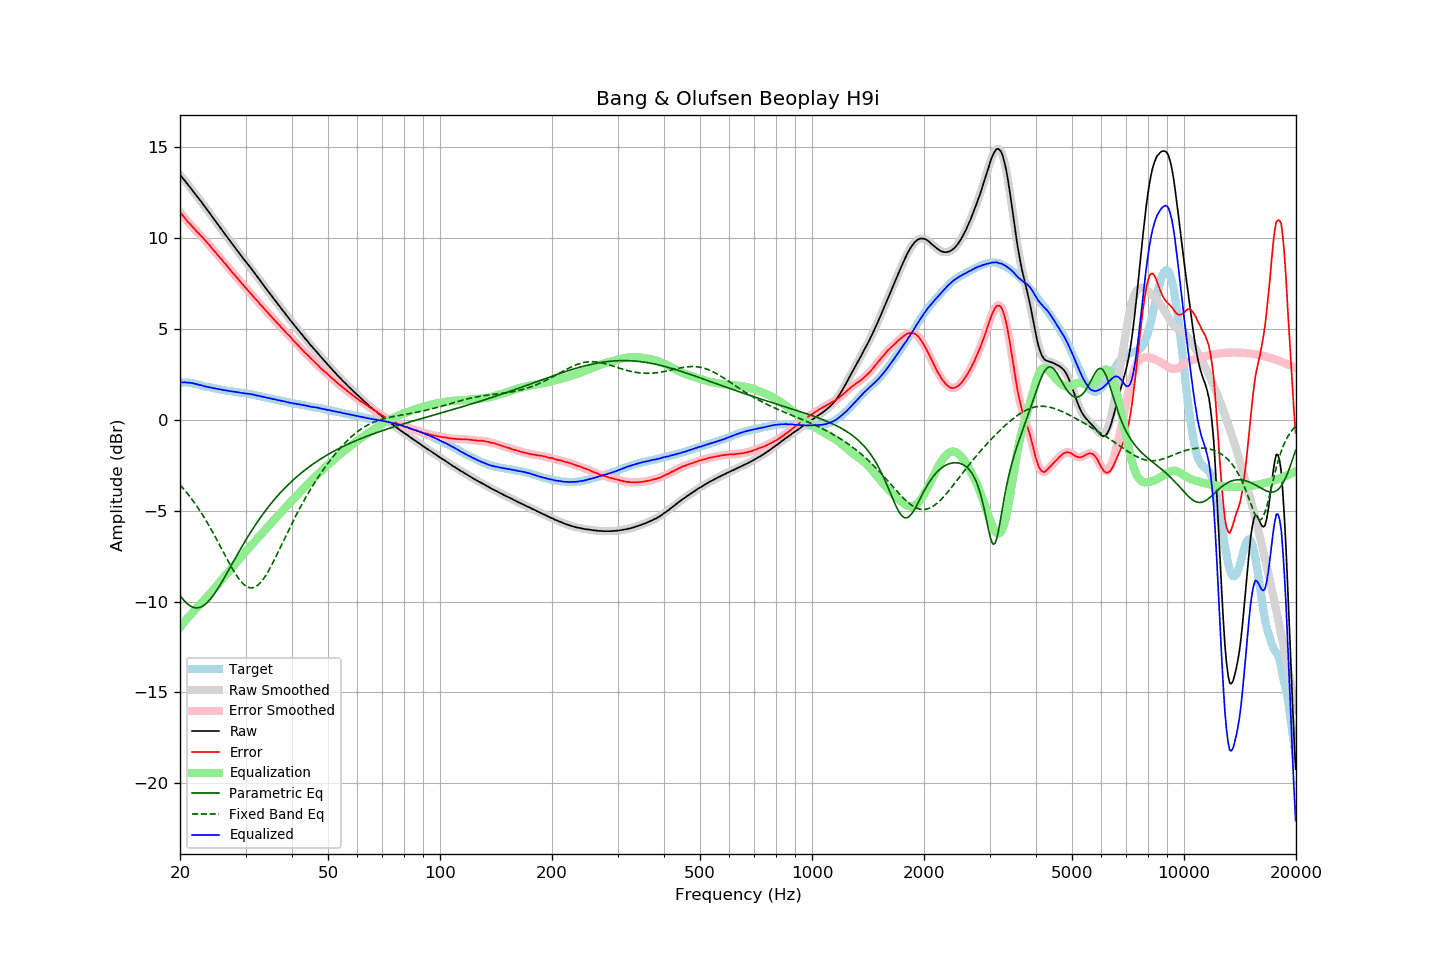 Bang & Olufsen Beoplay H9i
15
10
5
0
−5
−10
−15
−20
Amplitude (dBr)
Target
Raw Smoothed
Error Smoothed
Raw
Error
Equalization
Parametric Eq
Fixed Band Eq
Equalized
20 50 100 200 500 1000 2000 5000 10000 20000
Frequency (Hz)